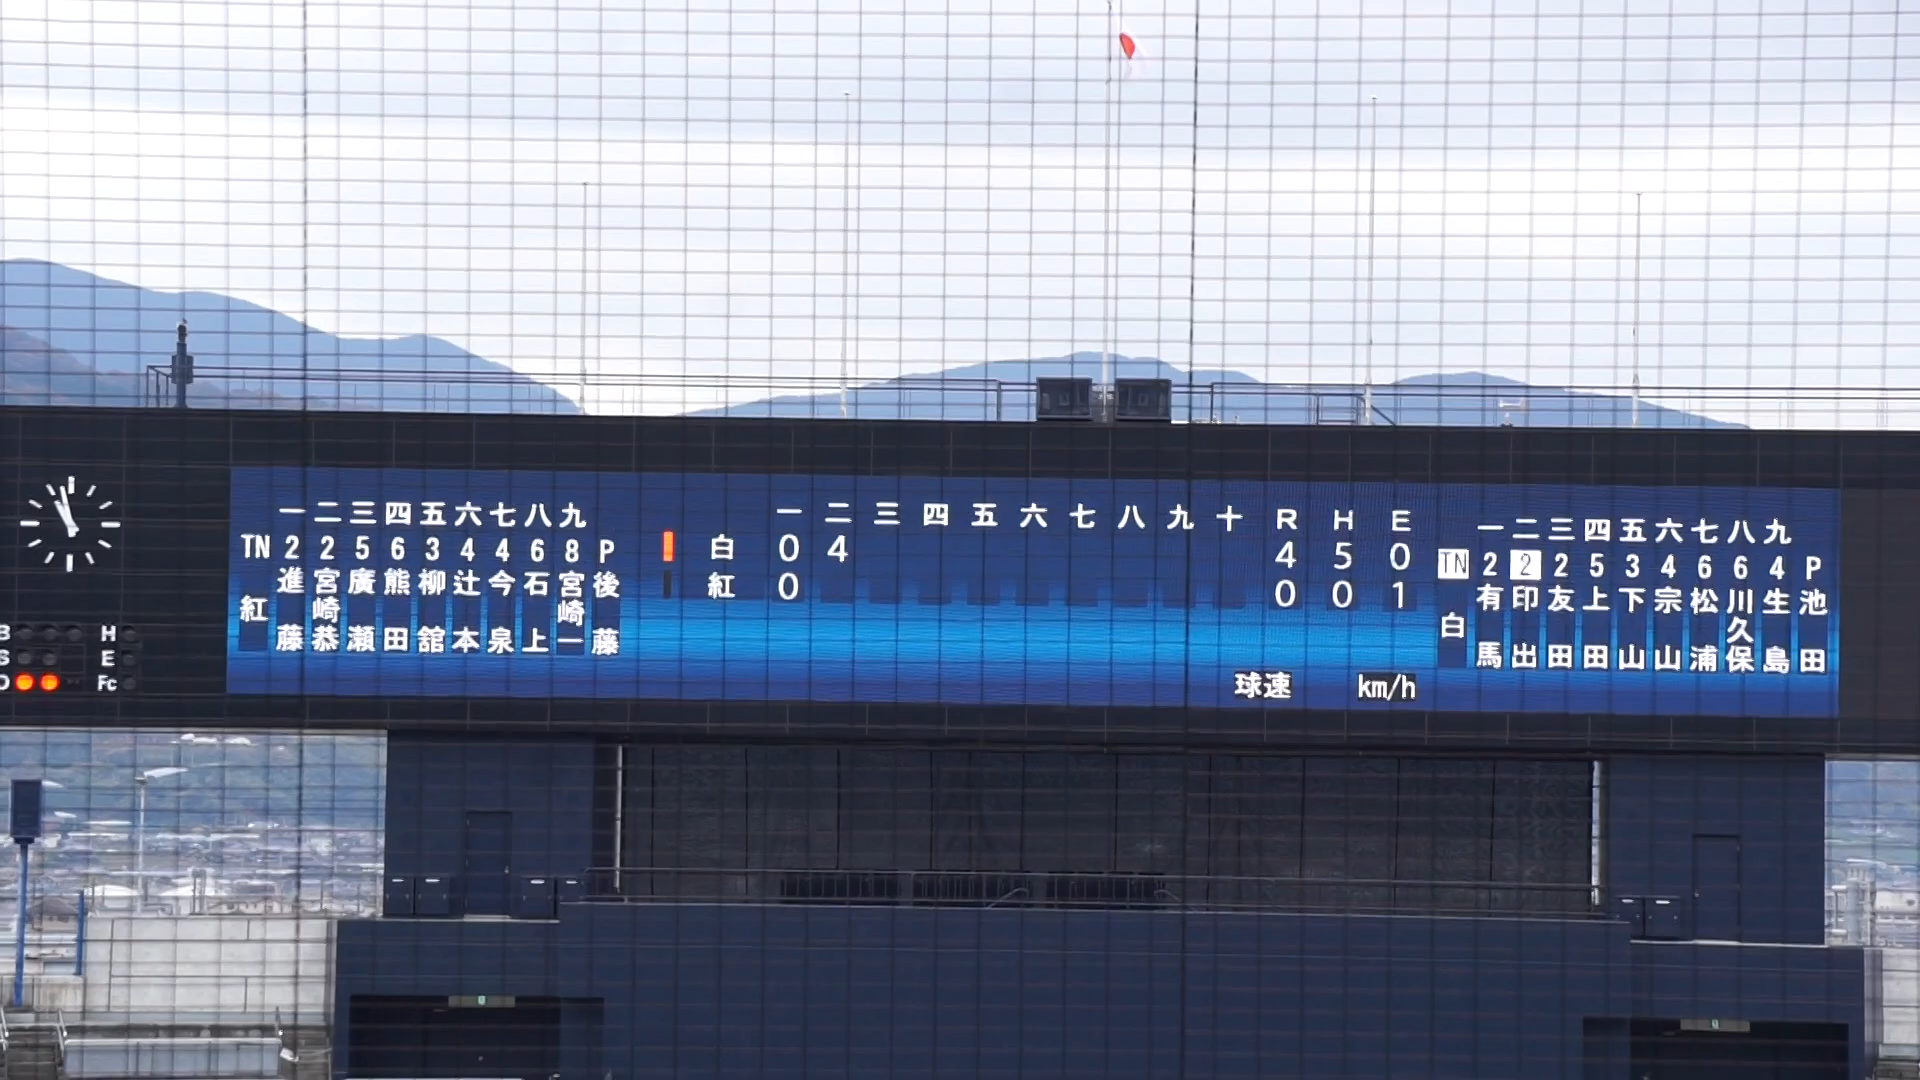 一 二 三 四 五 六 七 八 九
TN 2 2 5 6 3 4 4 6 8 P
紅 進藤 宮崎恭 廣瀬 熊田 柳舘 辻本 今泉 石上 宮崎一 後藤
一 二 三 四 五 六 七 八 九 十 R H E
白 0 4 4 5 0
紅 0 0 0 1
球速 km/h
一 二 三 四 五 六 七 八 九
TN 2 2 2 5 3 4 6 6 4 P
白 有馬 印出 友田 上田 下山 宗山 松浦 川久保 生島 池田
B H
S E
O Fc